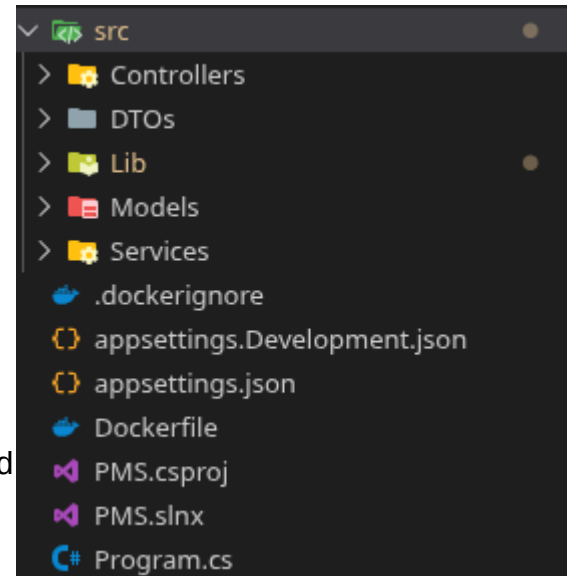 src
Controllers
DTOs
Lib
Models
Services
.dockerignore
appsettings.Development.json
appsettings.json
Dockerfile
d
PMS.csproj
PMS.slnx
Program.cs